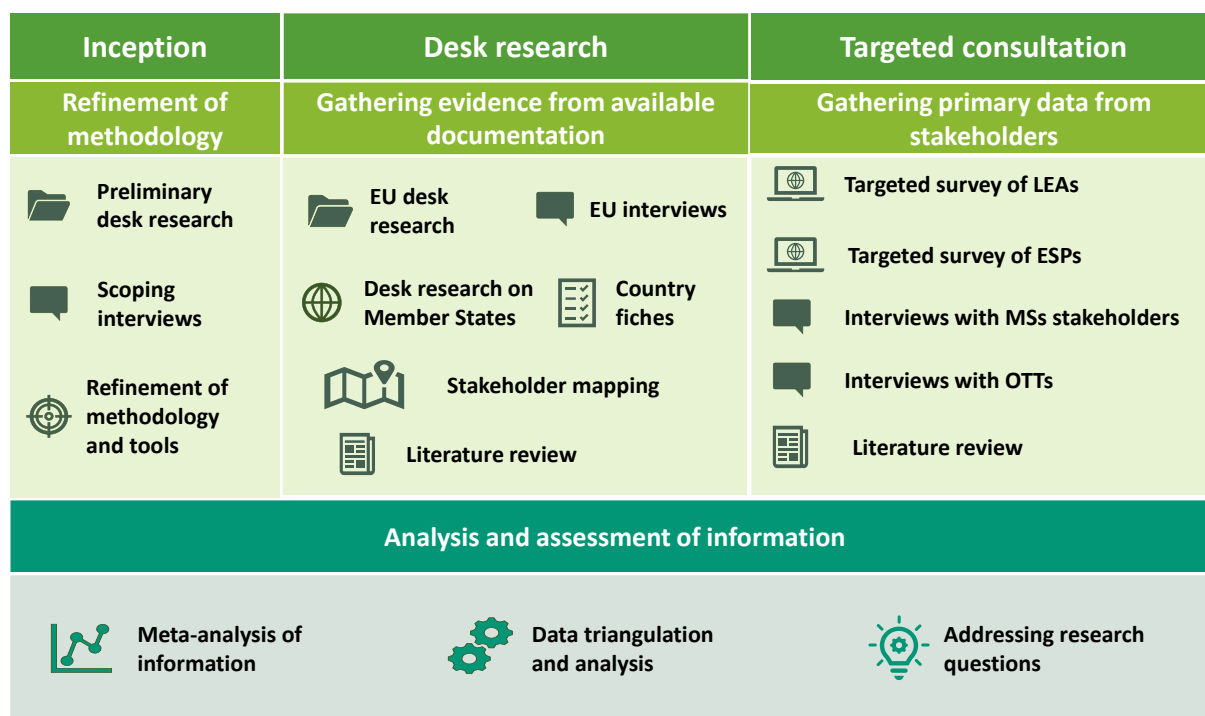 Inception
Desk research
Targeted consultation
Refinement of
methodology
Gathering evidence from available
documentation
Gathering primary data from
stakeholders
Preliminary
desk research
Scoping
interviews
Refinement of
methodology
and tools
EU desk
research
EU interviews
Desk research on
Member States
Country
fiches
Stakeholder mapping
Literature review
Targeted survey of LEAs
Targeted survey of ESPs
Interviews with MSs stakeholders
Interviews with OTTs
Literature review
Analysis and assessment of information
Meta-analysis of
information
Data triangulation
and analysis
Addressing research
questions